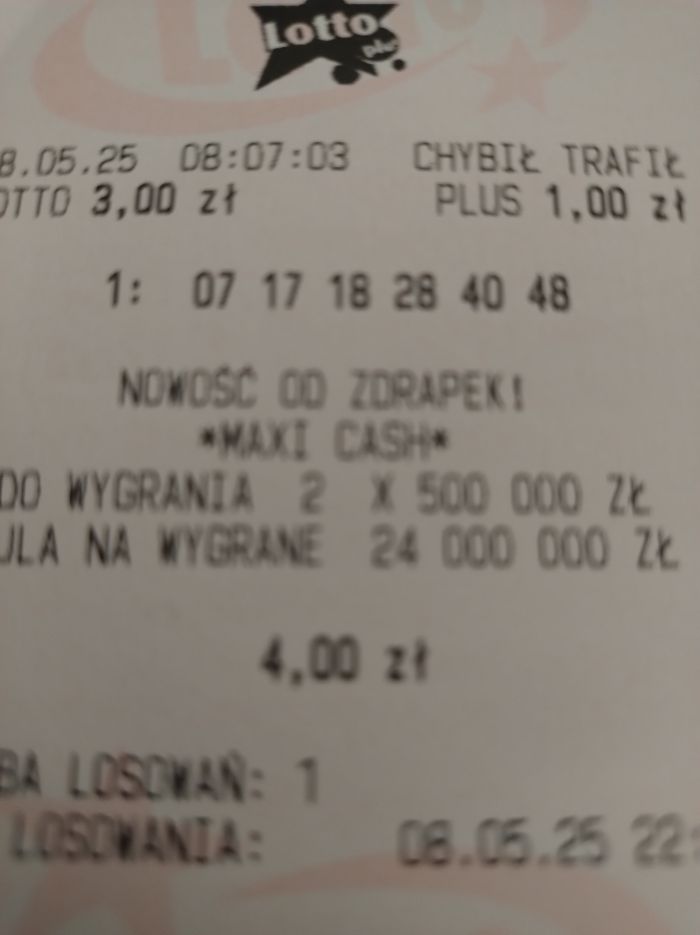 Lotto
plus
8.05.25 08:07:03 CHYBIŁ TRAFIŁ
OTTO 3,00 zł PLUS 1,00 zł
1: 07 17 18 28 40 48
NOWOŚĆ OD ZDRAPEK!
*MAXI CASH*
DO WYGRANIA 2 X 500 000 ZŁ
ULA NA WYGRANE 24 000 000 ZŁ
4,00 zł
BA LOSOWAŃ: 1
LOSOWANIA: 08.05.25 22: